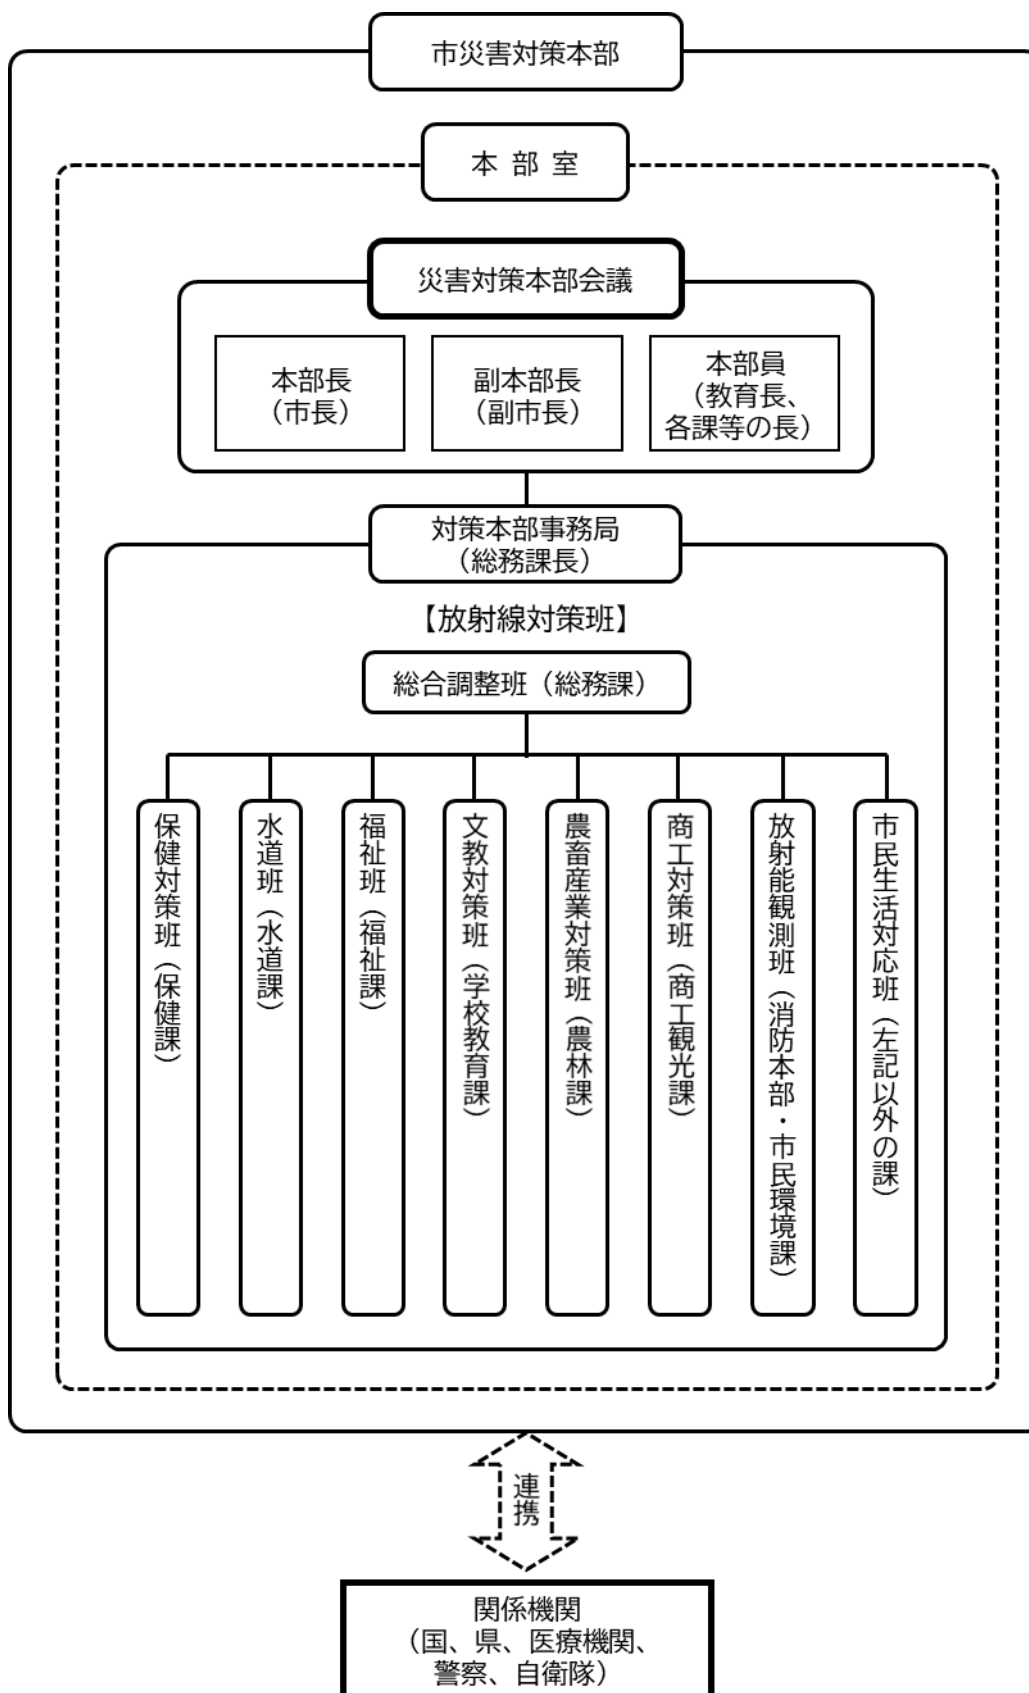 市災害対策本部
本部室
災害対策本部会議
本部長
（市長）
副本部長
（副市長）
本部員
（教育長、
各課等の長）
対策本部事務局
（総務課長）
【放射線対策班】
総合調整班（総務課）
保健対策班（保健課）
水道班（水道課）
福祉班（福祉課）
文教対策班（学校教育課）
農畜産業対策班（農林課）
商工対策班（商工観光課）
放射能観測班（消防本部・市民環境課）
市民生活対応班（左記以外の課）
連携
関係機関
（国、県、医療機関、
警察、自衛隊）